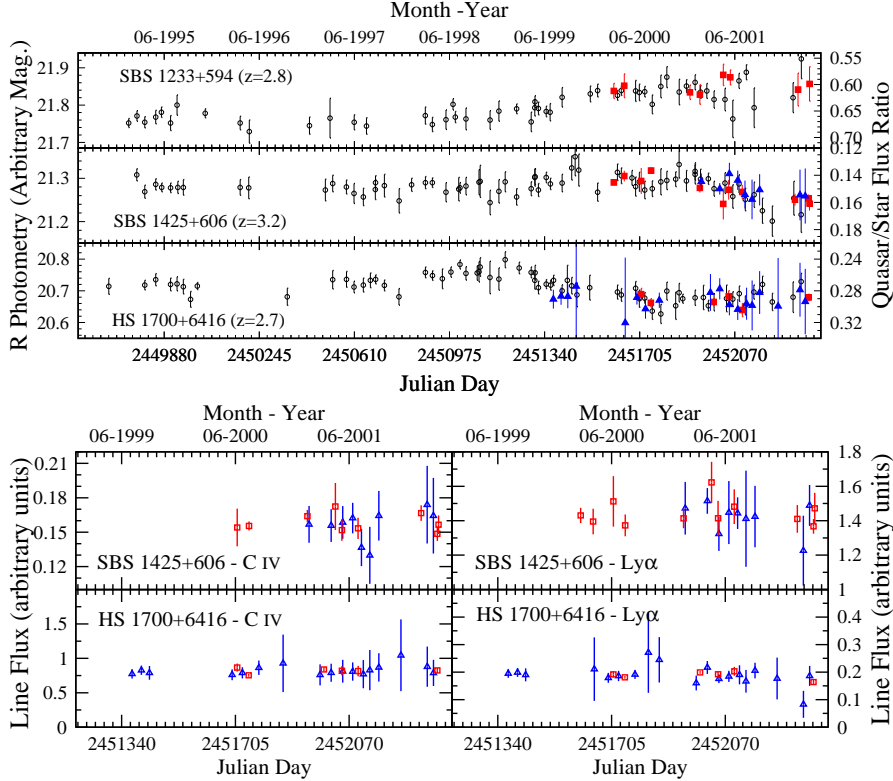 Month -Year
06-1995 06-1996 06-1997 06-1998 06-1999 06-2000 06-2001
R Photometry (Arbitrary Mag.)
Quasar/Star Flux Ratio
21.9
21.8
21.7
SBS 1233+594 (z=2.8)
0.55
0.60
0.65
0.70
21.3
21.2
SBS 1425+606 (z=3.2)
0.12
0.14
0.16
0.18
20.8
20.7
20.6
HS 1700+6416 (z=2.7)
0.24
0.28
0.32
2449880 2450245 2450610 2450975 2451340 2451705 2452070
Julian Day
Month - Year
06-1999 06-2000 06-2001
Line Flux (arbitrary units)
0.21
0.18
0.15
0.12
SBS 1425+606 - C IV
1.5
1
0.5
0
HS 1700+6416 - C IV
2451340 2451705 2452070
Julian Day
Month - Year
06-1999 06-2000 06-2001
Line Flux (arbitrary units)
1.8
1.6
1.4
1.2
1
SBS 1425+606 - Lyα
0.4
0.3
0.2
0.1
0
HS 1700+6416 - Lyα
2451340 2451705 2452070
Julian Day